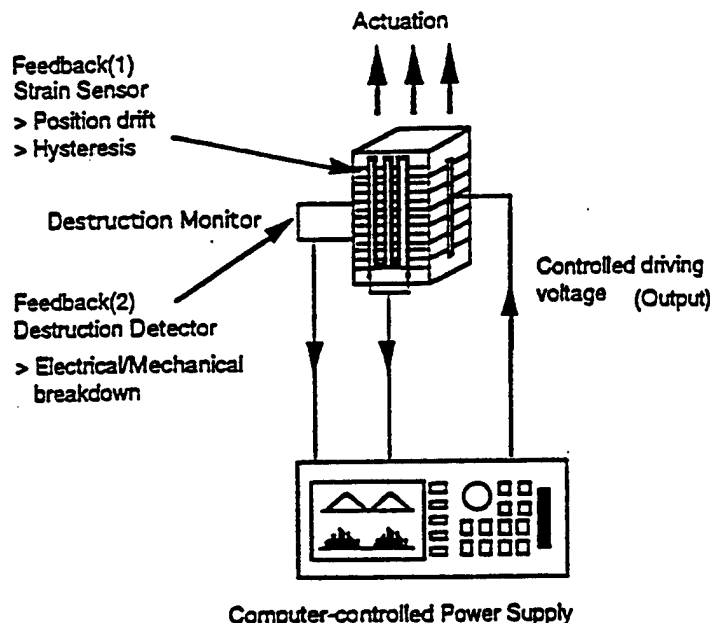 Actuation
Feedback(1)
Strain Sensor
> Position drift
> Hysteresis
Destruction Monitor
Feedback(2)
Destruction Detector
> Electrical/Mechanical
breakdown
Controlled driving
voltage (Output)
Computer-controlled Power Supply